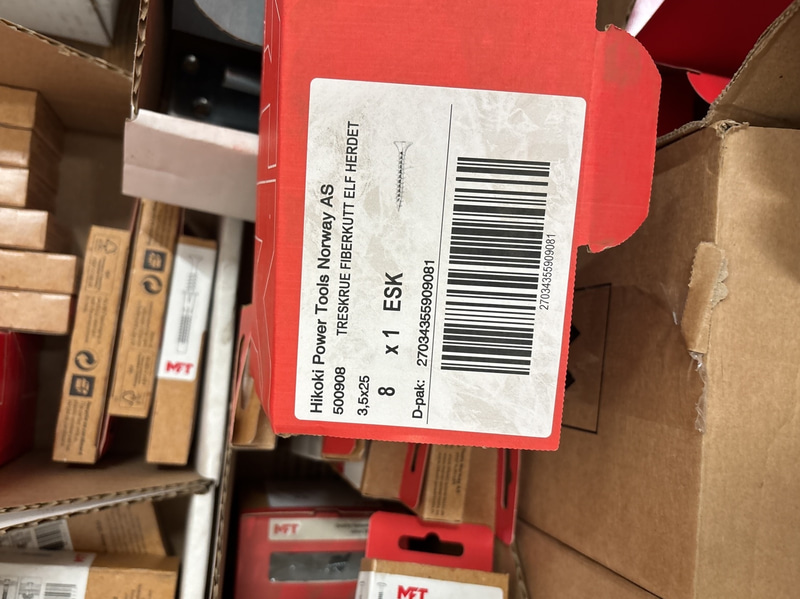 Hikoki Power Tools Norway AS
500908 TRESKRUE FIBERKUTT ELF HERDET
3,5x25
8 x 1 ESK
D-pak: 27034355909081
27034355909081
MFT
MFT
MFT